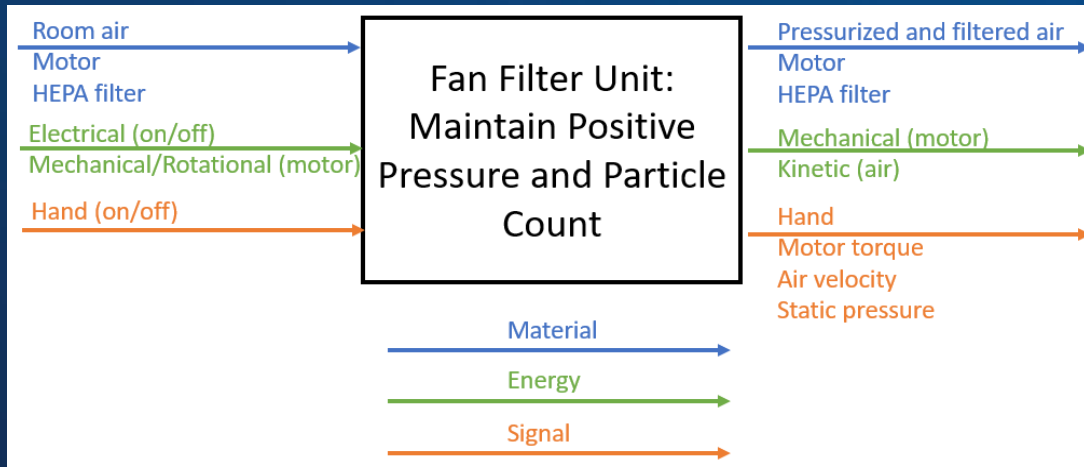 Room air
Motor
HEPA filter
Electrical (on/off)
Mechanical/Rotational (motor)
Hand (on/off)
Fan Filter Unit:
Maintain Positive
Pressure and Particle
Count
Pressurized and filtered air
Motor
HEPA filter
Mechanical (motor)
Kinetic (air)
Hand
Motor torque
Air velocity
Static pressure
Material
Energy
Signal